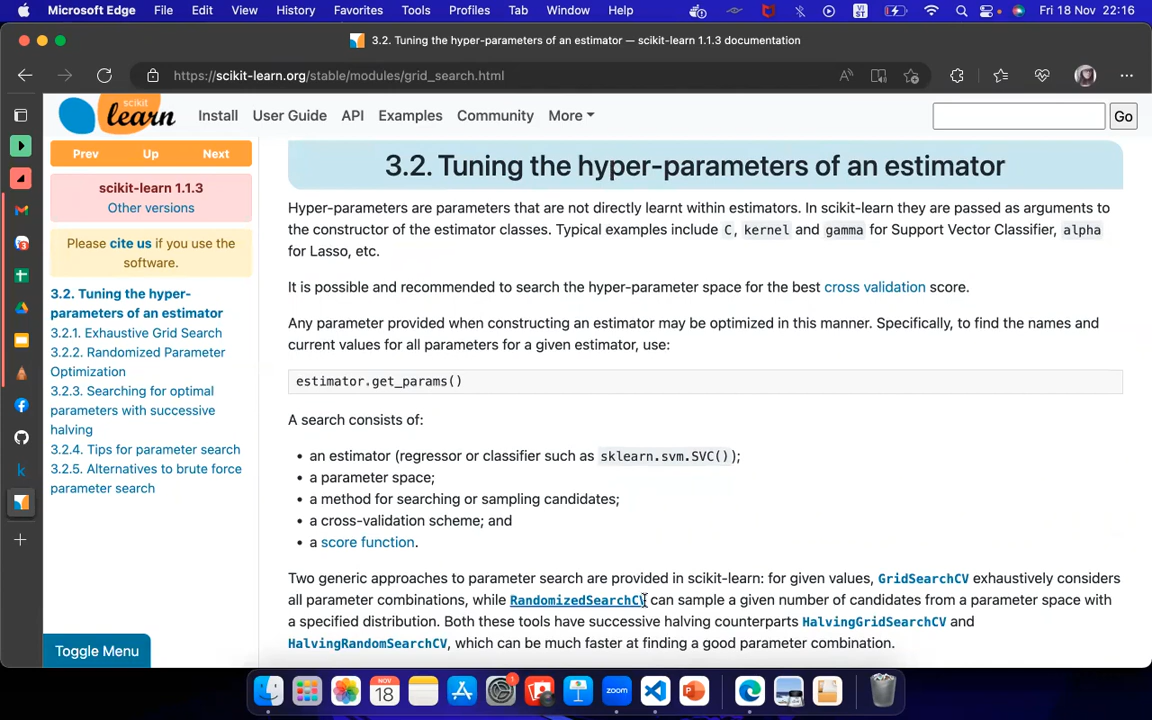 Microsoft Edge File Edit View History Favorites Tools Profiles Tab Window Help VI ST Fri 18 Nov 22:16
3.2. Tuning the hyper-parameters of an estimator — scikit-learn 1.1.3 documentation
https://scikit-learn.org/stable/modules/grid_search.html
scikit
learn
Install User Guide API Examples Community More Go
Prev Up Next
scikit-learn 1.1.3
Other versions
Please cite us if you use the
software.
3.2. Tuning the hyper-
parameters of an estimator
3.2.1. Exhaustive Grid Search
3.2.2. Randomized Parameter
Optimization
3.2.3. Searching for optimal
parameters with successive
halving
3.2.4. Tips for parameter search
3.2.5. Alternatives to brute force
parameter search
Toggle Menu
3.2. Tuning the hyper-parameters of an estimator
Hyper-parameters are parameters that are not directly learnt within estimators. In scikit-learn they are passed as arguments to
the constructor of the estimator classes. Typical examples include C, kernel and gamma for Support Vector Classifier, alpha
for Lasso, etc.
It is possible and recommended to search the hyper-parameter space for the best cross validation score.
Any parameter provided when constructing an estimator may be optimized in this manner. Specifically, to find the names and
current values for all parameters for a given estimator, use:
estimator.get_params()
A search consists of:
• an estimator (regressor or classifier such as sklearn.svm.SVC());
• a parameter space;
• a method for searching or sampling candidates;
• a cross-validation scheme; and
• a score function.
Two generic approaches to parameter search are provided in scikit-learn: for given values, GridSearchCV exhaustively considers
all parameter combinations, while RandomizedSearchCV can sample a given number of candidates from a parameter space with
a specified distribution. Both these tools have successive halving counterparts HalvingGridSearchCV and
HalvingRandomSearchCV, which can be much faster at finding a good parameter combination.
NOV
18
1
zoom